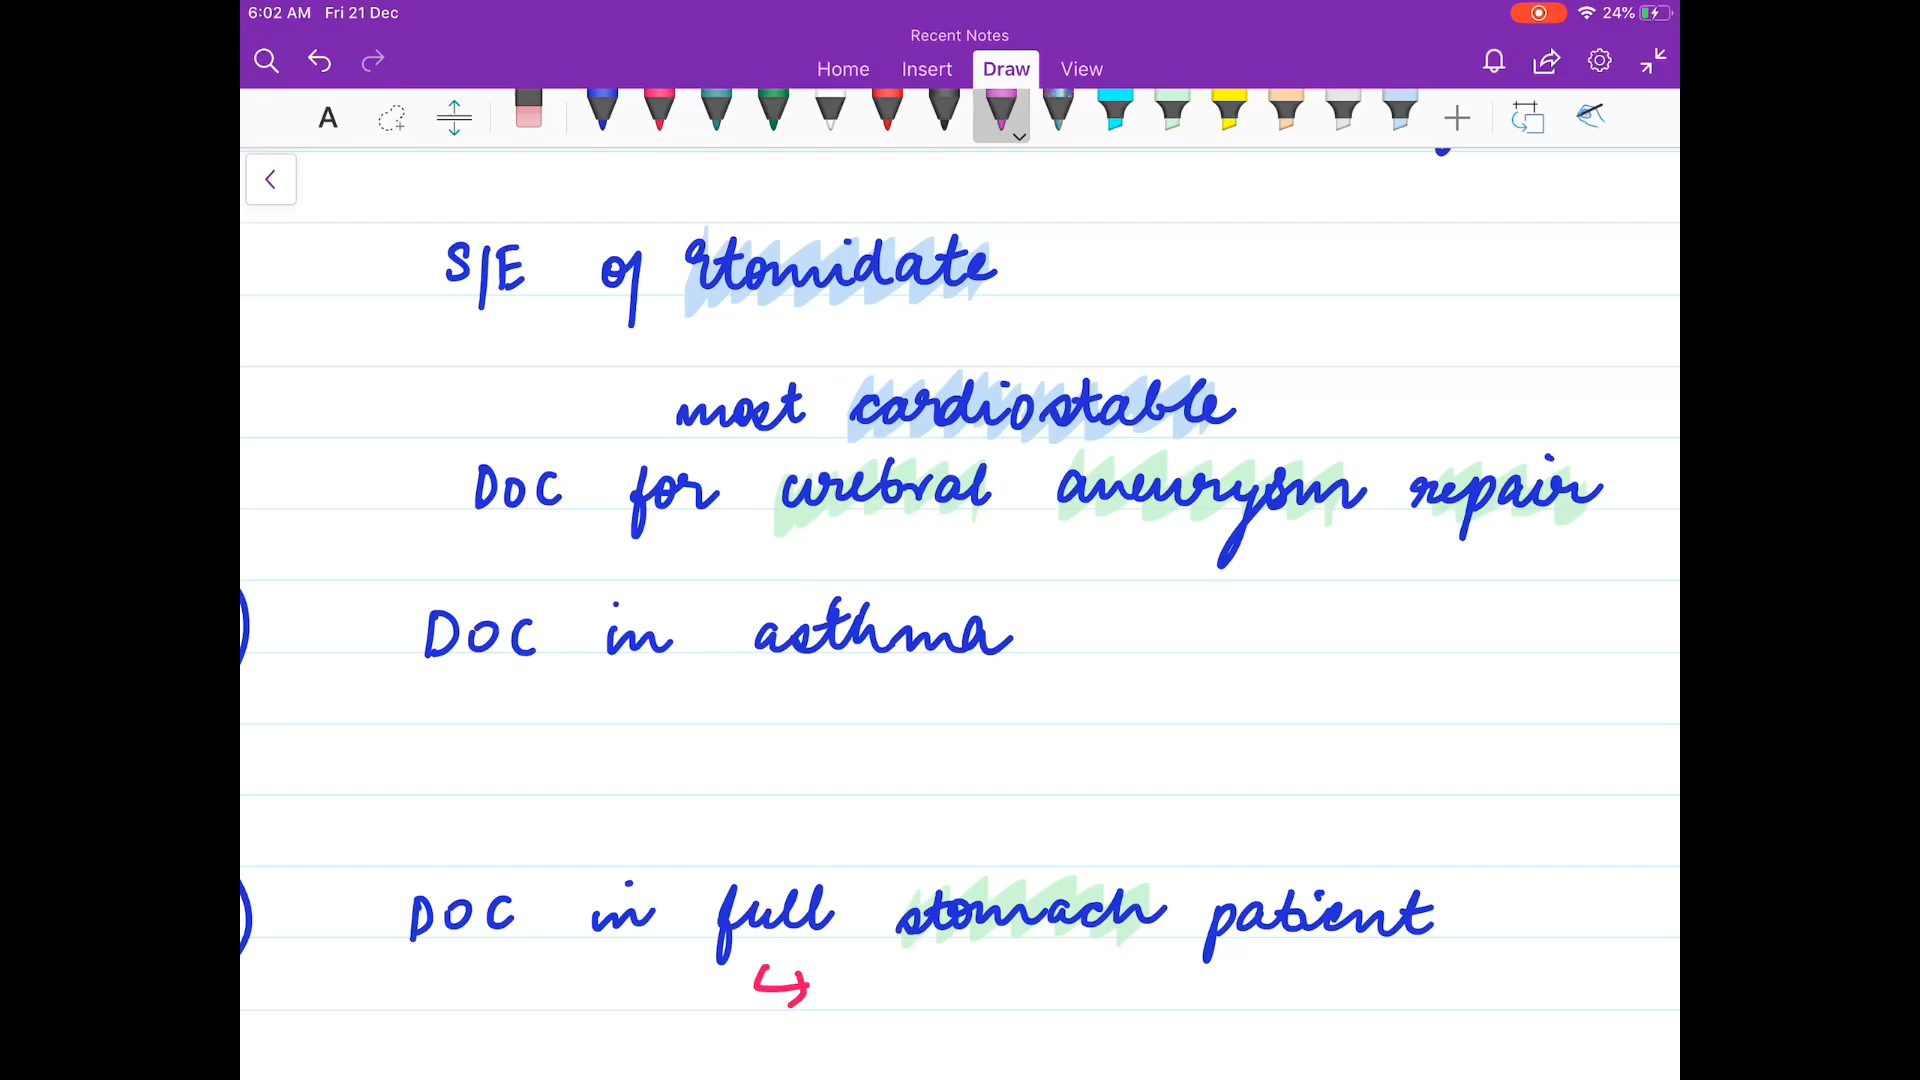 6:02 AM Fri 21 Dec 24%
Recent Notes
Home Insert Draw View
A
S/E of Etomidate
most cardiostable
DOC for cerebral aneurysm repair
) DOC in asthma
) DOC in full stomach patient